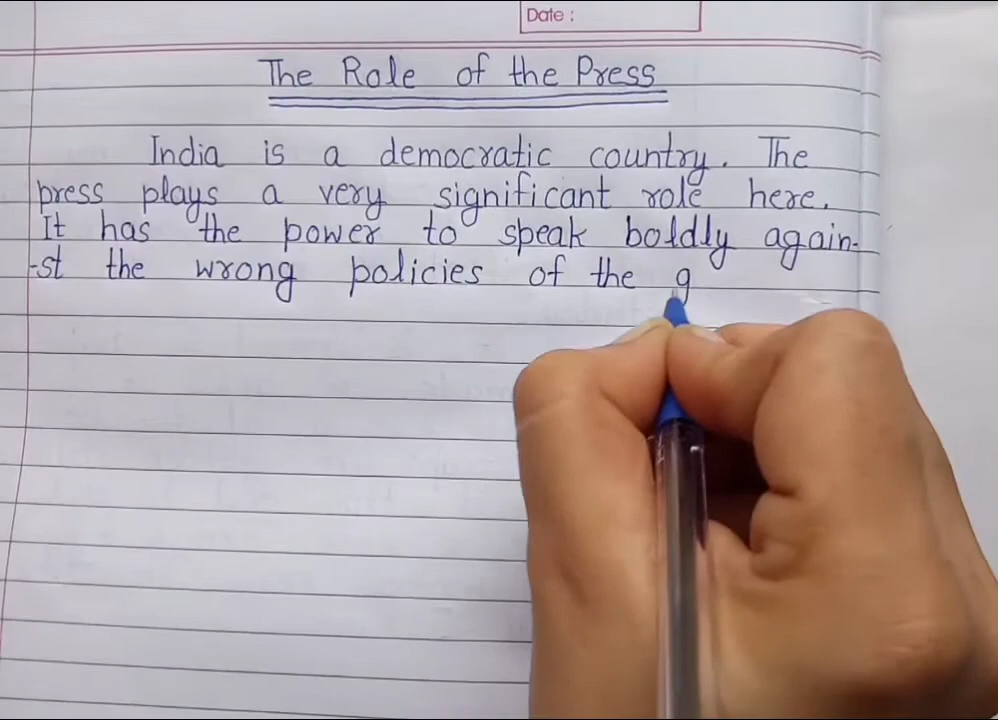 Date :
The Role of the Press
India is a democratic country. The
press plays a very significant role here.
It has the power to speak boldly again-
-st the wrong policies of the g